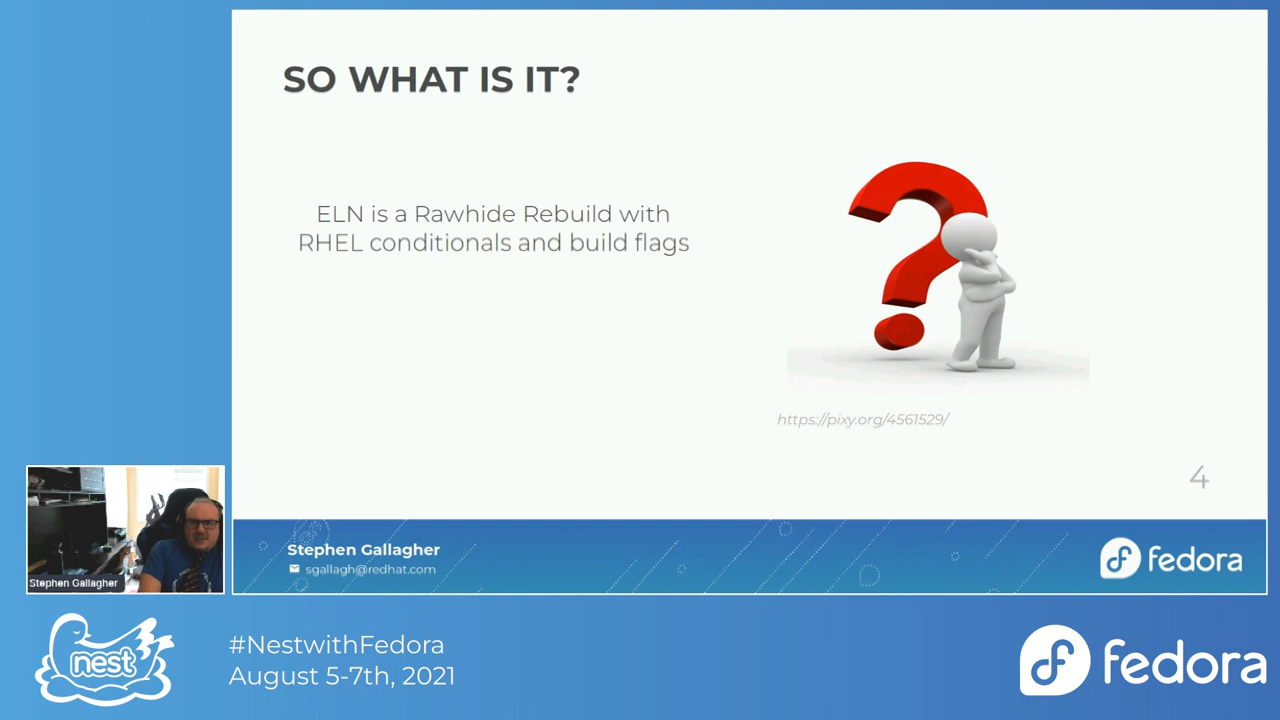 SO WHAT IS IT?
ELN is a Rawhide Rebuild with
RHEL conditionals and build flags
https://pixy.org/4561529/
4
Stephen Gallagher
Stephen Gallagher
sgallagh@redhat.com
fedora
nest
#NestwithFedora
August 5-7th, 2021
fedora